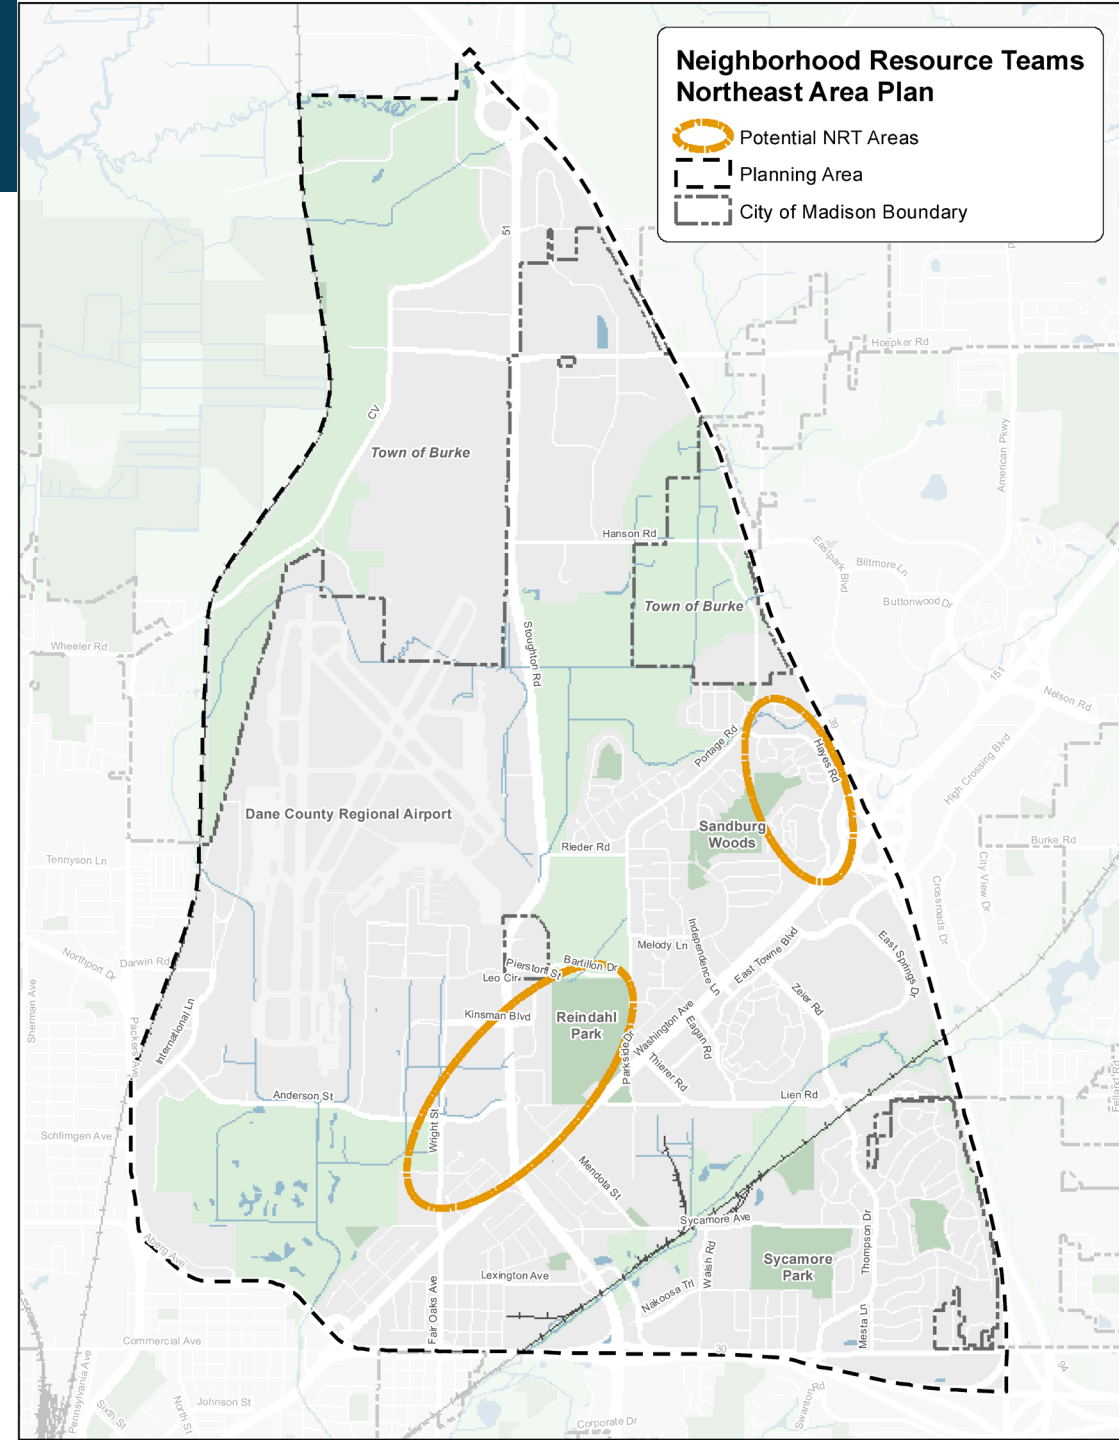 Neighborhood Resource Teams
Northeast Area Plan
Potential NRT Areas
Planning Area
City of Madison Boundary
51
Hoepker Rd
CV
American Pkwy
Town of Burke
Hanson Rd
Eastpark Blvd
Biltmore Ln
Buttonwood Dr
Town of Burke
Wheeler Rd
Stoughton Rd
151
Nelson Rd
39
Portage Rd
Hayes Rd
High Crossing Blvd
Dane County Regional Airport
Sandburg
Woods
Rieder Rd
Burke Rd
Tennyson Ln
City View Dr
Crossroads Dr
Melody Ln
Independence Ln
East Towne Blvd
East Springs Dr
Northport Dr
Darwin Rd
Pierstorf St
Bartillon Dr
Leo Cir
Zeier Rd
Sherman Ave
Packers Ave
International Ln
Kinsman Blvd
Reindahl
Park
Parkside Dr
Washington Ave
Eagan Rd
Thierer Rd
Anderson St
Lien Rd
Felland Rd
Schlimgen Ave
Wright St
Mendota St
Sycamore Ave
Aberg Ave
Walsh Rd
Thompson Dr
Sycamore
Park
Lexington Ave
Nakoosa Trl
Fair Oaks Ave
Mesta Ln
Commercial Ave
30
94
Pennsylvania Ave
Johnson St
Sixth St
North St
Swanton Rd
Corporate Dr